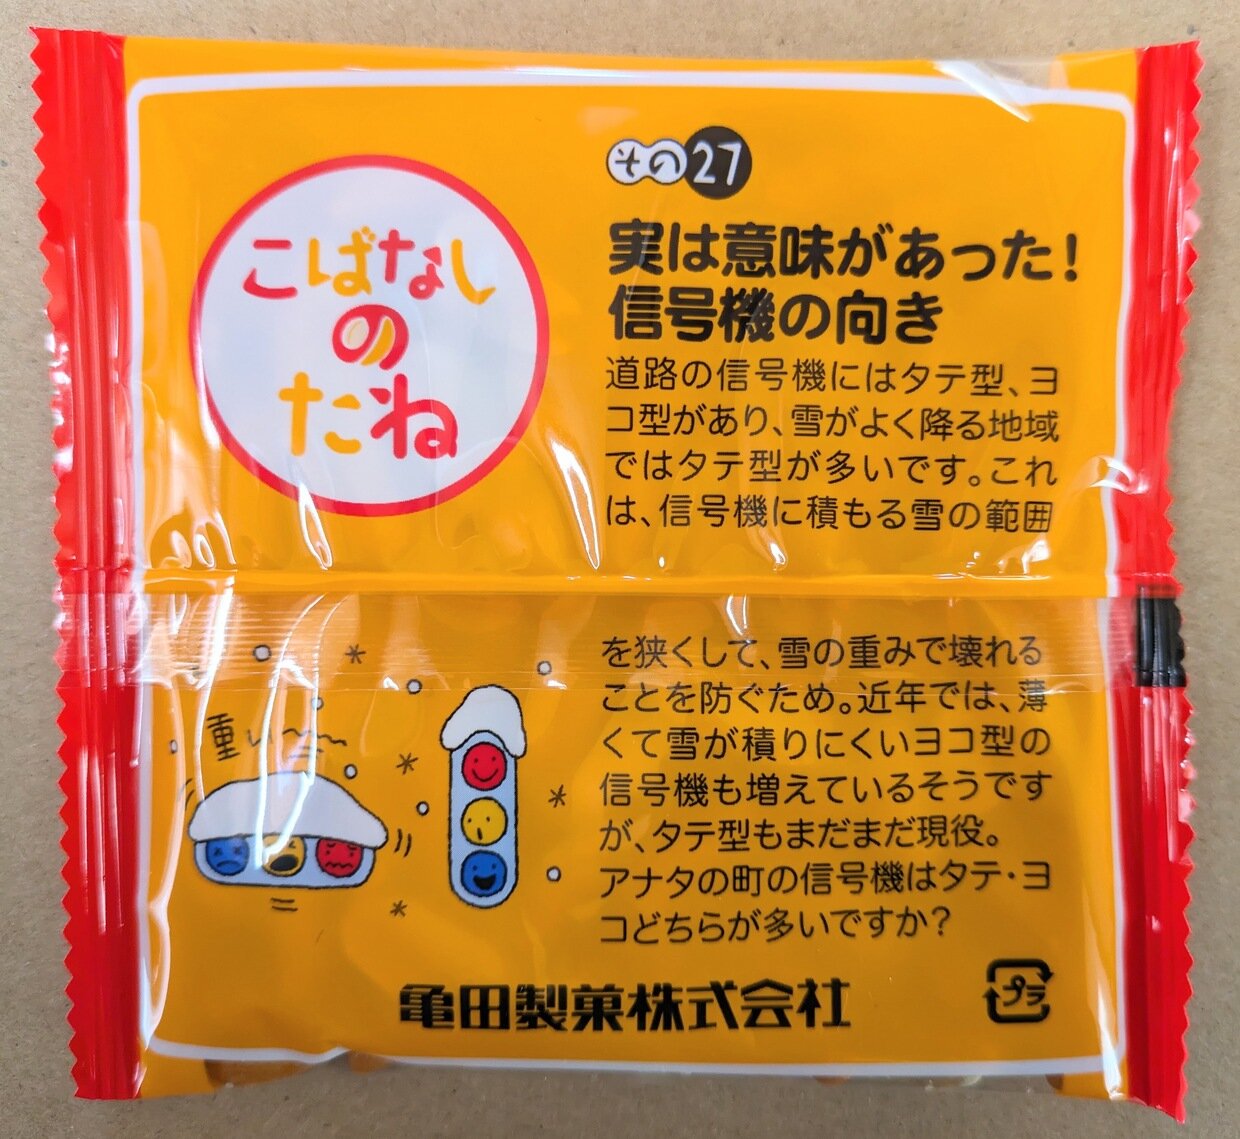 こばなし
の
たね
その27
実は意味があった!
信号機の向き
道路の信号機にはタテ型、ヨ
コ型があり、雪がよく降る地域
ではタテ型が多いです。これ
は、信号機に積もる雪の範囲
を狭くして、雪の重みで壊れる
ことを防ぐため。近年では、薄
くて雪が積りにくいヨコ型の
信号機も増えているそうです
が、タテ型もまだまだ現役。
アナタの町の信号機はタテ・ヨ
コどちらが多いですか?
重い〜〜
亀田製菓株式会社
プラ